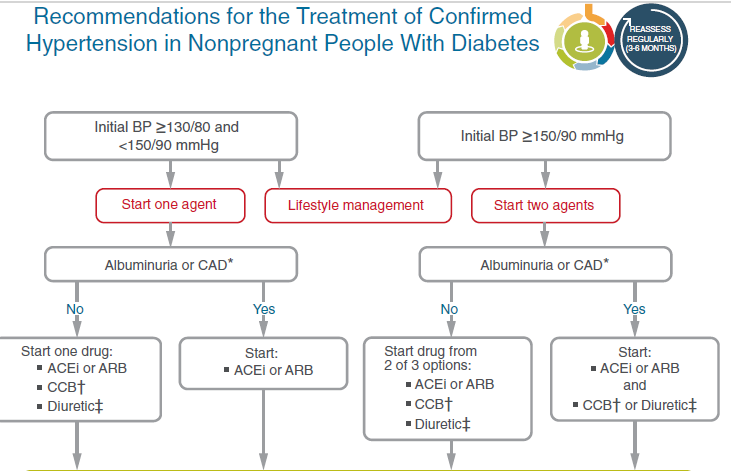 Recommendations for the Treatment of Confirmed
Hypertension in Nonpregnant People With Diabetes
REASSESS
REGULARLY
(3-6 MONTHS)
Initial BP ≥130/80 and
<150/90 mmHg
Initial BP ≥150/90 mmHg
Start one agent
Lifestyle management
Start two agents
Albuminuria or CAD*
Albuminuria or CAD*
No
Yes
No
Yes
Start one drug:
▪ ACEi or ARB
▪ CCB†
▪ Diuretic‡
Start:
▪ ACEi or ARB
Start drug from
2 of 3 options:
▪ ACEi or ARB
▪ CCB†
▪ Diuretic‡
Start:
▪ ACEi or ARB
and
▪ CCB† or Diuretic‡